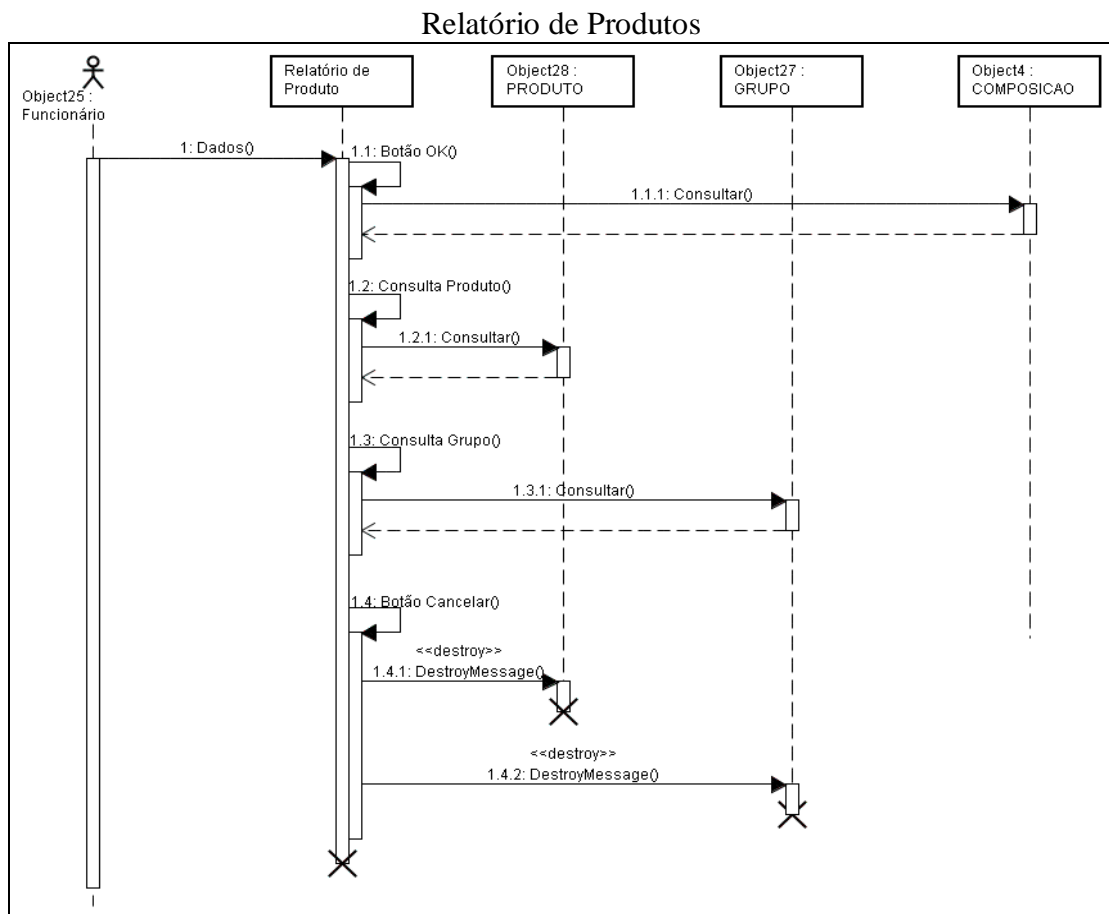 Relatório de Produtos
Object25 :
Funcionário
Relatório de
Produto
Object28 :
PRODUTO
Object27 :
GRUPO
Object4 :
COMPOSICAO
1: Dados()
1.1: Botão OK()
1.1.1: Consultar()
1.2: Consulta Produto()
1.2.1: Consultar()
1.3: Consulta Grupo()
1.3.1: Consultar()
1.4: Botão Cancelar()
<<destroy>>
1.4.1: DestroyMessage()
<<destroy>>
1.4.2: DestroyMessage()